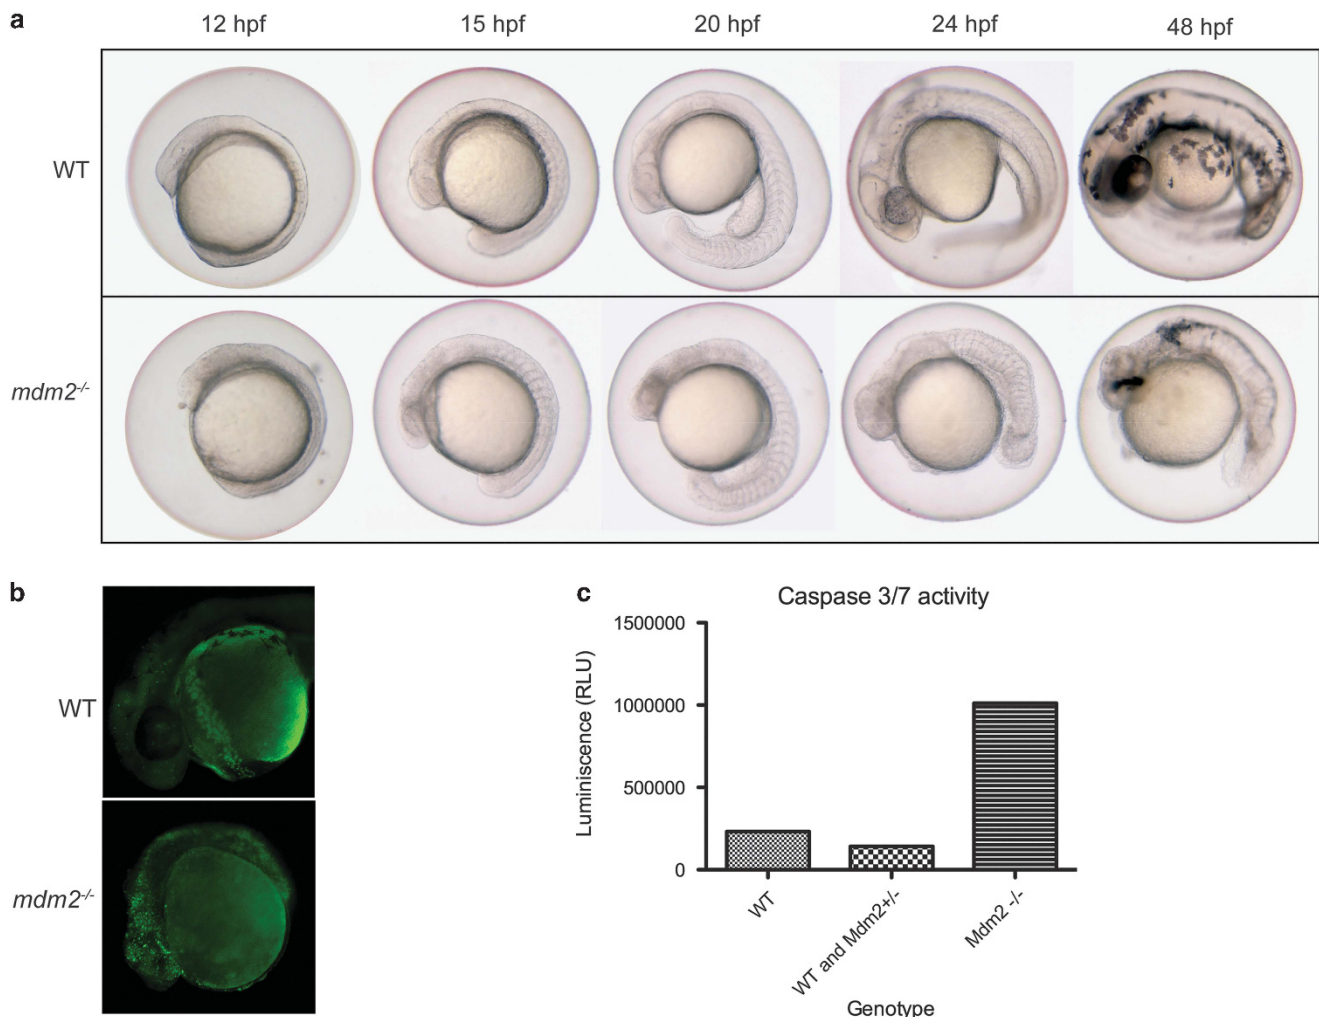 a
12 hpf
15 hpf
20 hpf
24 hpf
48 hpf
WT
mdm2-/-
b
WT
mdm2-/-
c
Caspase 3/7 activity
Luminiscence (RLU)
1500000
1000000
500000
0
WT
WT and Mdm2+/-
Mdm2 -/-
Genotype